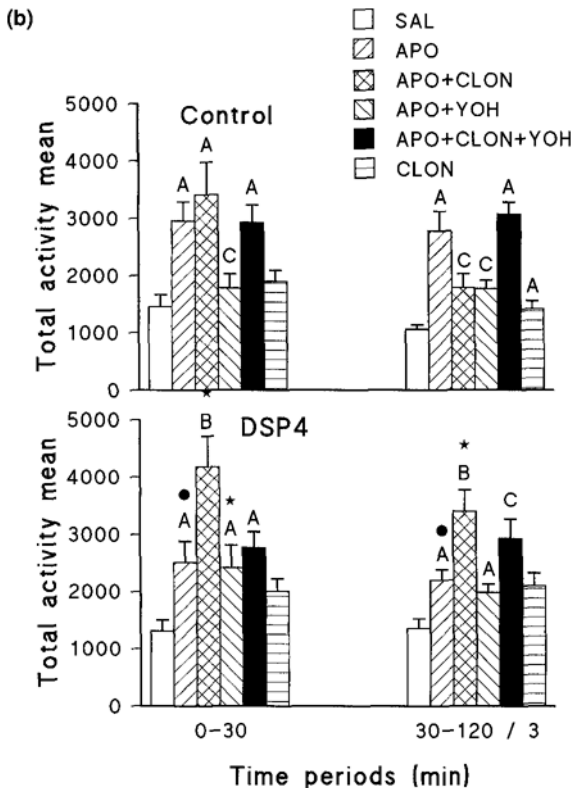 (b)
SAL
APO
APO+CLON
APO+YOH
APO+CLON+YOH
CLON
Control
Total activity mean
5000
4000
3000
2000
1000
0
A A C A
A C C A A
DSP4
Total activity mean
5000
4000
3000
2000
1000
0
★
● A B ★ A A
● A ★ B A C
0-30 30-120 / 3
Time periods (min)